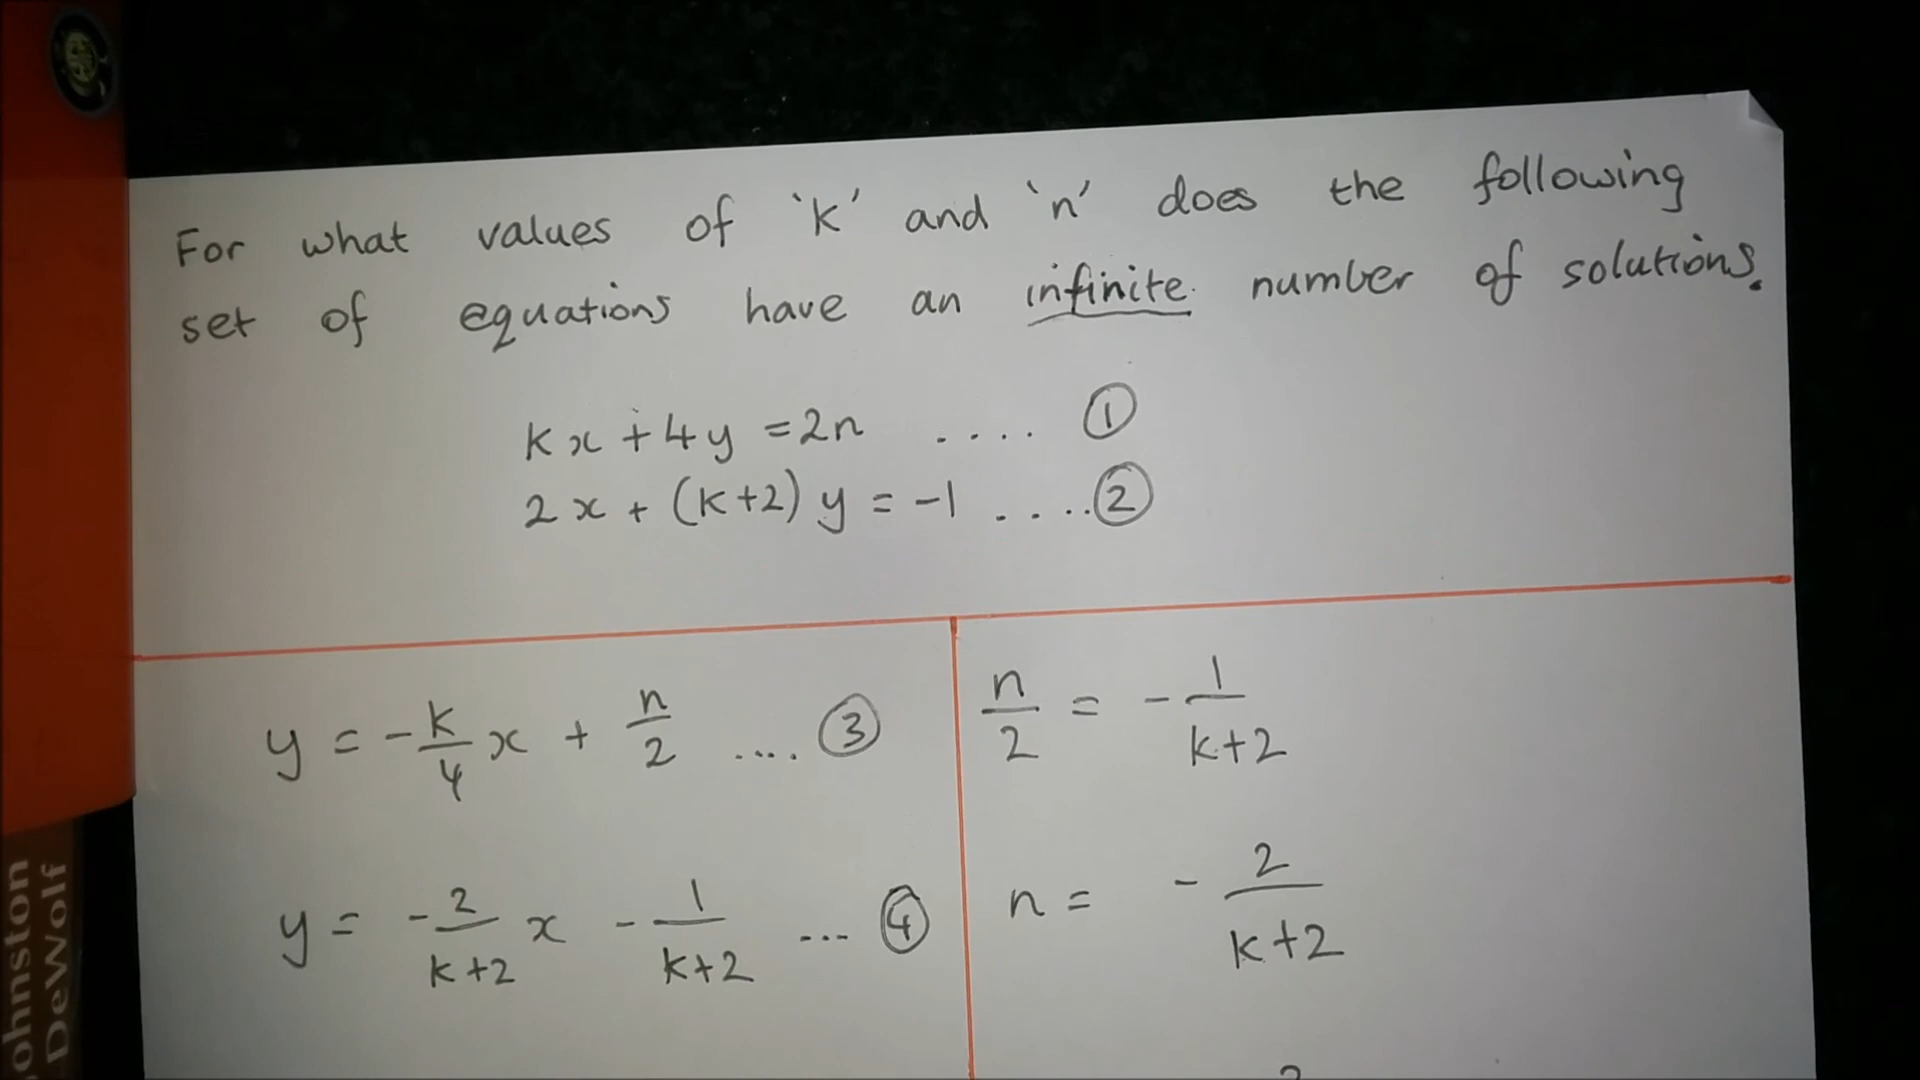 For what values of 'k' and 'n' does the following
set of equations have an infinite number of solutions.
kx + 4y = 2n .... ①
2x + (k+2) y = -1 .... ②
y = -k/4 x + n/2 .... ③
y = -2/(k+2) x - 1/(k+2) ... ④
n/2 = - 1/(k+2)
n = - 2/(k+2)
ohnston
DeWolf